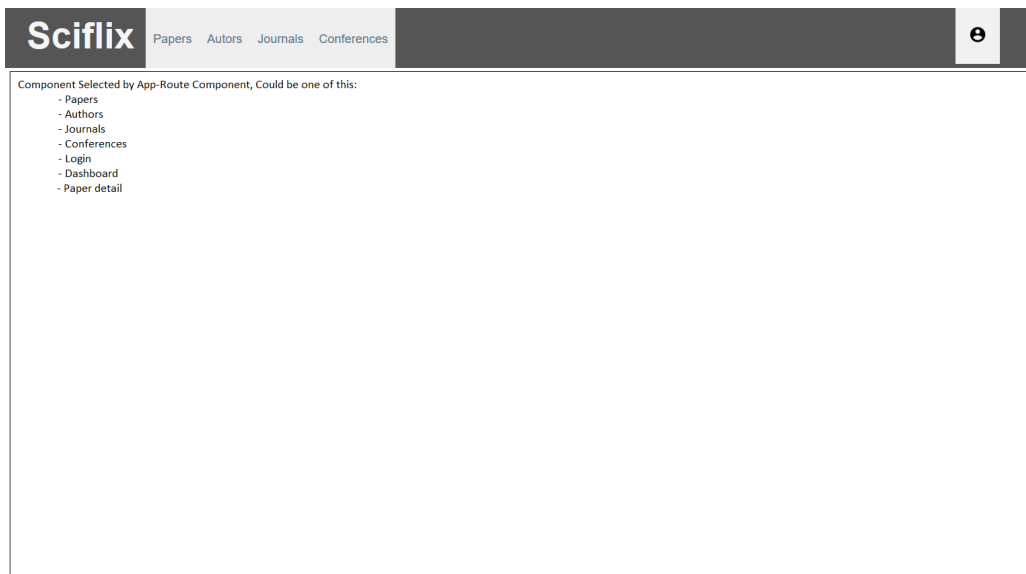 Sciflix Papers Autors Journals Conferences
Component Selected by App-Route Component, Could be one of this:
- Papers
- Authors
- Journals
- Conferences
- Login
- Dashboard
- Paper detail